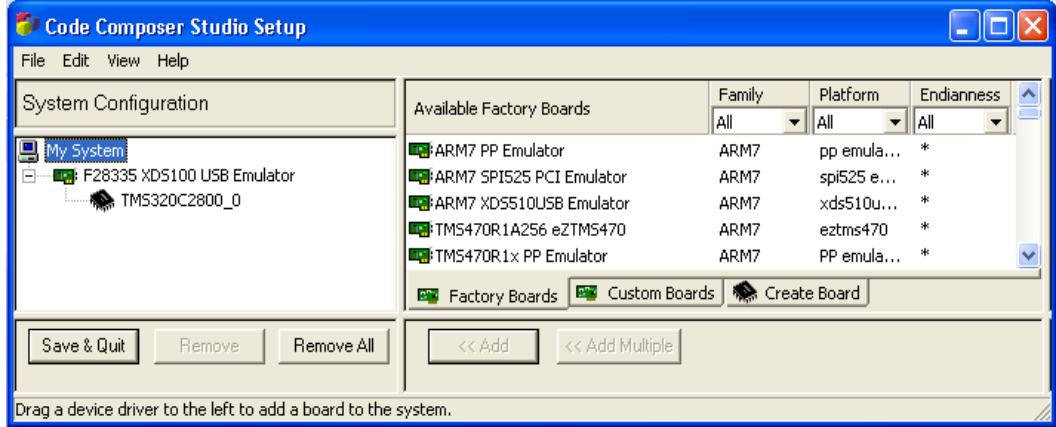 Code Composer Studio Setup
File Edit View Help
System Configuration
My System
F28335 XDS100 USB Emulator
TMS320C2800_0
Available Factory Boards Family Platform Endianness
All All All
ARM7 PP Emulator ARM7 pp emula... *
ARM7 SPI525 PCI Emulator ARM7 spi525 e... *
ARM7 XDS510USB Emulator ARM7 xds510u... *
TMS470R1A256 eZTMS470 ARM7 eztms470 *
TMS470R1x PP Emulator ARM7 PP emula... *
Factory Boards Custom Boards Create Board
Save & Quit Remove Remove All << Add << Add Multiple
Drag a device driver to the left to add a board to the system.